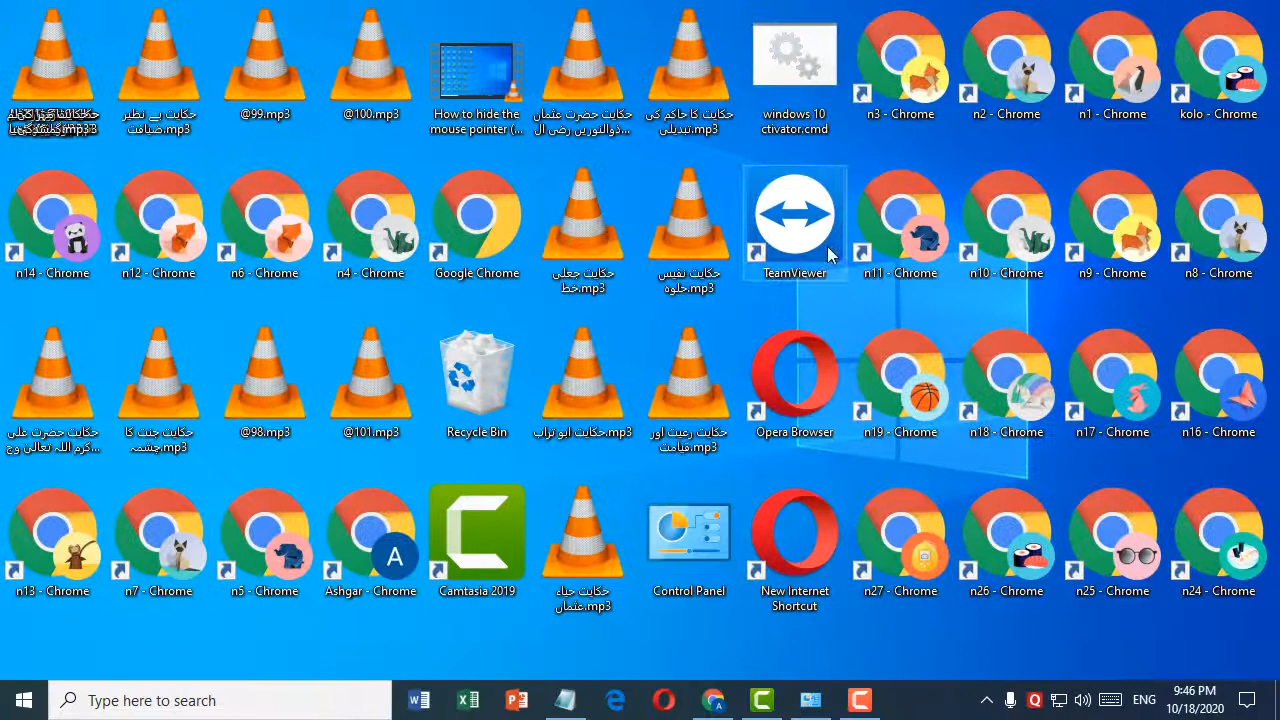 حکایت بے نظیر
ضیافت.mp3
@99.mp3
@100.mp3
How to hide the
mouse pointer (...
حکایت حضرت عثمان
ذوالنورین رضی ال...
حکایت کا حاکم کی
تبدیلی.mp3
windows 10
ctivator.cmd
n3 - Chrome
n2 - Chrome
n1 - Chrome
kolo - Chrome
n14 - Chrome
n12 - Chrome
n6 - Chrome
n4 - Chrome
Google Chrome
حکایت جعلی
خط.mp3
حکایت نفیس
حلوہ.mp3
TeamViewer
n11 - Chrome
n10 - Chrome
n9 - Chrome
n8 - Chrome
حکایت حضرت علی
کرم اللہ تعالیٰ وج...
حکایت جنت کا
چشمہ.mp3
@98.mp3
@101.mp3
Recycle Bin
حکایت ابو تراب.mp3
حکایت رعیت اور
قیامت.mp3
Opera Browser
n19 - Chrome
n18 - Chrome
n17 - Chrome
n16 - Chrome
n13 - Chrome
n7 - Chrome
n5 - Chrome
A
Ashgar - Chrome
Camtasia 2019
حکایت حیاء
عثمان.mp3
Control Panel
New Internet
Shortcut
n27 - Chrome
n26 - Chrome
n25 - Chrome
n24 - Chrome
Type here to search
ENG
9:46 PM
10/18/2020